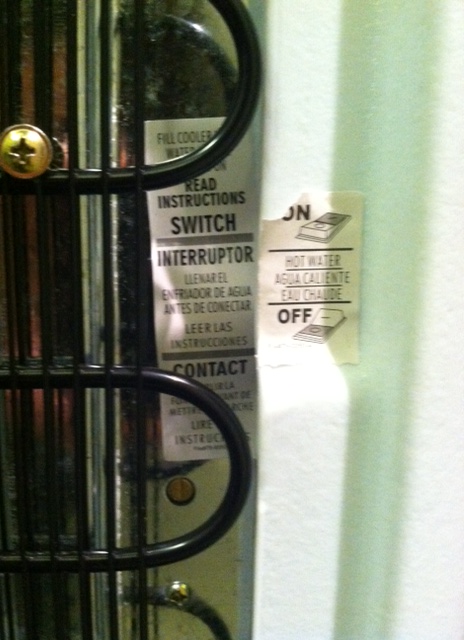 FILL COOLER
READ
INSTRUCTIONS
SWITCH
INTERRUPTOR
LLENAR EL
ENFRIADOR DE AGUA
ANTES DE CONECTAR
LEER LAS
INSTRUCCIONES
CONTACT
LIRE
ON
HOT WATER
AGUA CALIENTE
EAU CHAUDE
OFF